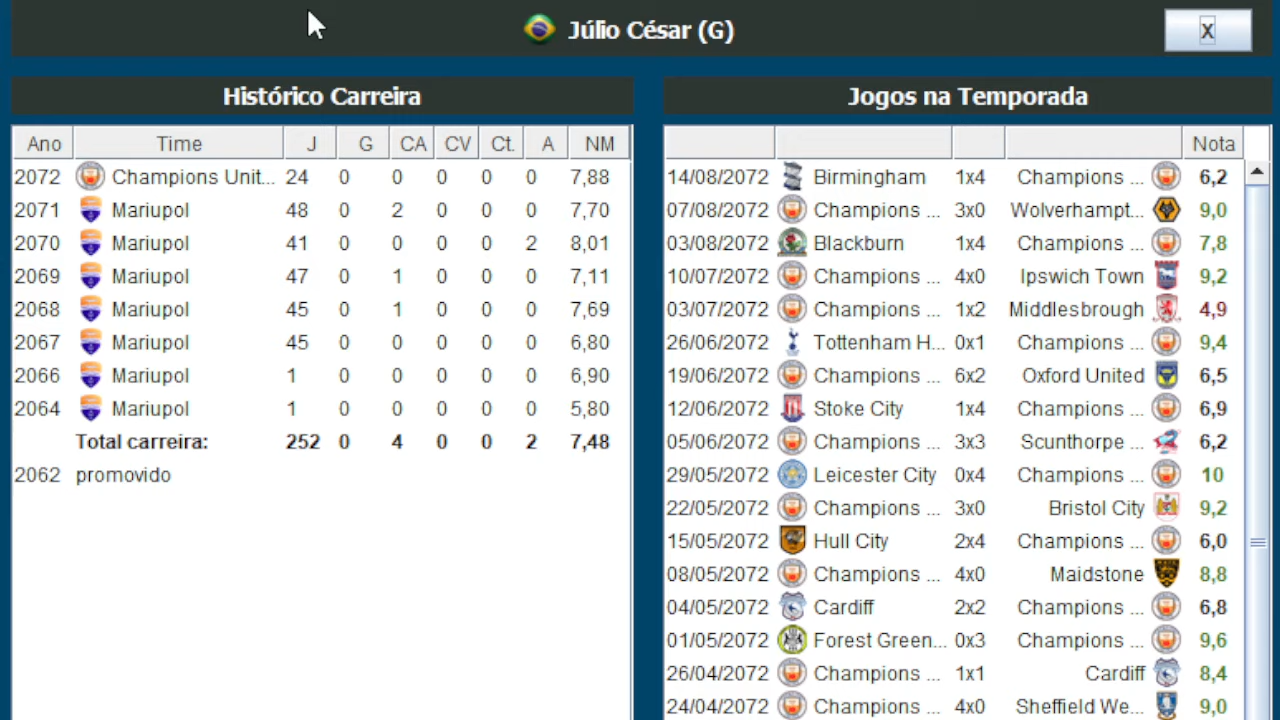 Júlio César (G)
X
Histórico Carreira
Ano Time J G CA CV Ct. A NM
2072 Champions Unit... 24 0 0 0 0 0 7,88
2071 Mariupol 48 0 2 0 0 0 7,70
2070 Mariupol 41 0 0 0 0 2 8,01
2069 Mariupol 47 0 1 0 0 0 7,11
2068 Mariupol 45 0 1 0 0 0 7,69
2067 Mariupol 45 0 0 0 0 0 6,80
2066 Mariupol 1 0 0 0 0 0 6,90
2064 Mariupol 1 0 0 0 0 0 5,80
Total carreira: 252 0 4 0 0 2 7,48
2062 promovido
Jogos na Temporada
Nota
14/08/2072 Birmingham 1x4 Champions ... 6,2
07/08/2072 Champions ... 3x0 Wolverhampt... 9,0
03/08/2072 Blackburn 1x4 Champions ... 7,8
10/07/2072 Champions ... 4x0 Ipswich Town 9,2
03/07/2072 Champions ... 1x2 Middlesbrough 4,9
26/06/2072 Tottenham H... 0x1 Champions ... 9,4
19/06/2072 Champions ... 6x2 Oxford United 6,5
12/06/2072 Stoke City 1x4 Champions ... 6,9
05/06/2072 Champions ... 3x3 Scunthorpe ... 6,2
29/05/2072 Leicester City 0x4 Champions ... 10
22/05/2072 Champions ... 3x0 Bristol City 9,2
15/05/2072 Hull City 2x4 Champions ... 6,0
08/05/2072 Champions ... 4x0 Maidstone 8,8
04/05/2072 Cardiff 2x2 Champions ... 6,8
01/05/2072 Forest Green... 0x3 Champions ... 9,6
26/04/2072 Champions ... 1x1 Cardiff 8,4
24/04/2072 Champions ... 4x0 Sheffield We... 9,0